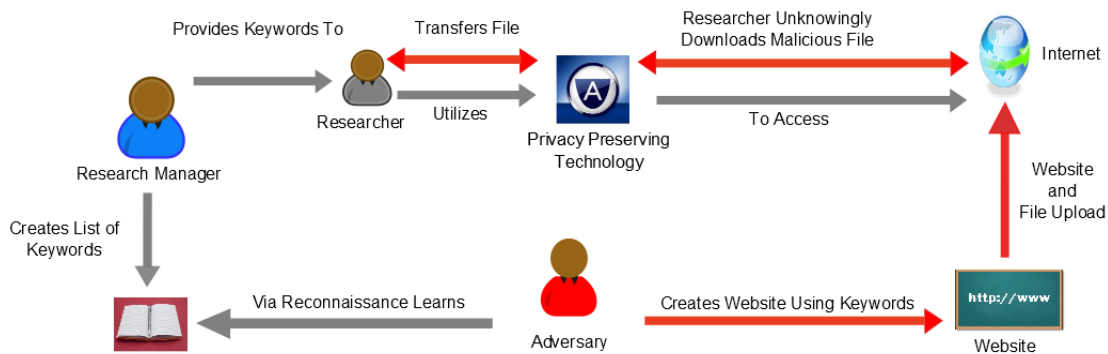 Provides Keywords To
Transfers File
Researcher Unknowingly
Downloads Malicious File
Internet
Researcher
Utilizes
A
Privacy Preserving
Technology
To Access
Research Manager
Website
and
File Upload
Creates List of
Keywords
Via Reconnaissance Learns
Adversary
Creates Website Using Keywords
http://www
Website